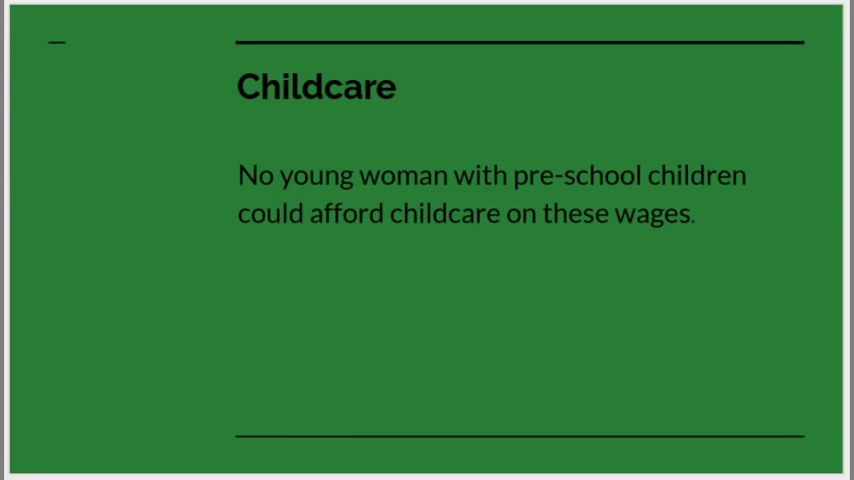 Childcare
No young woman with pre-school children
could afford childcare on these wages.